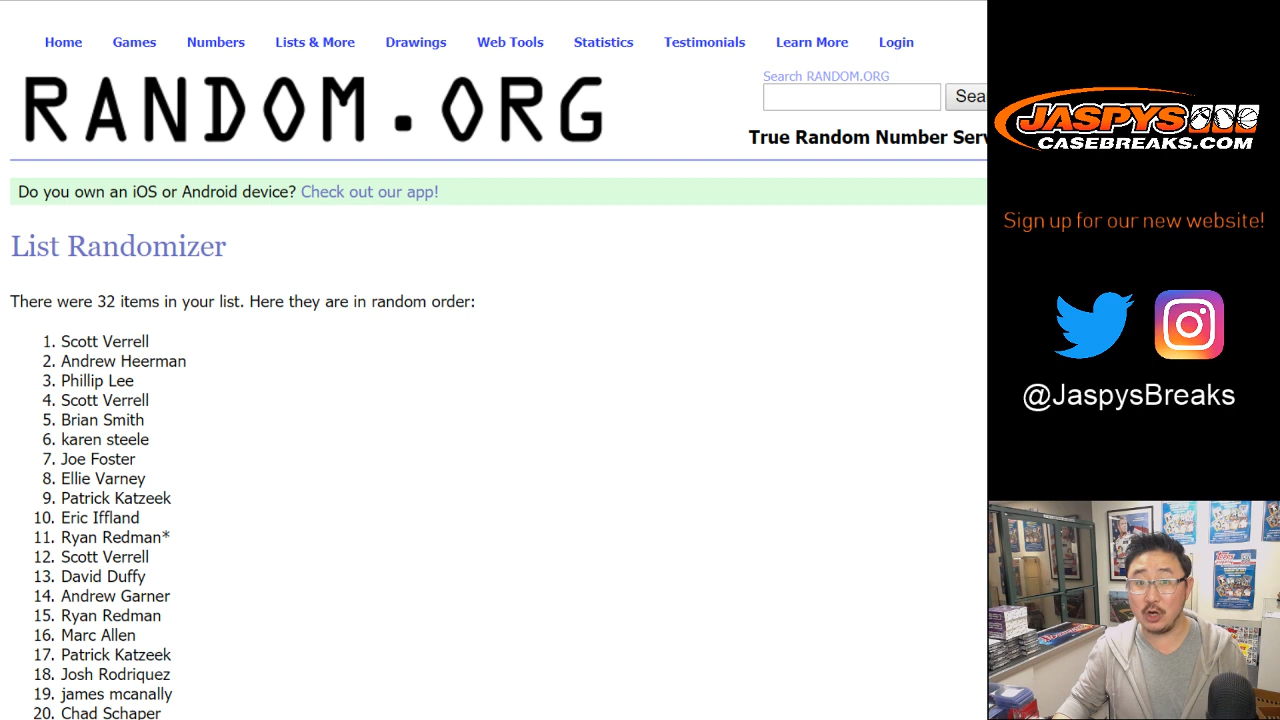 Home Games Numbers Lists & More Drawings Web Tools Statistics Testimonials Learn More Login
RANDOM.ORG
Search RANDOM.ORG
Sea
True Random Number Serv
Do you own an iOS or Android device? Check out our app!
List Randomizer
There were 32 items in your list. Here they are in random order:
1. Scott Verrell
2. Andrew Heerman
3. Phillip Lee
4. Scott Verrell
5. Brian Smith
6. karen steele
7. Joe Foster
8. Ellie Varney
9. Patrick Katzeek
10. Eric Iffland
11. Ryan Redman*
12. Scott Verrell
13. David Duffy
14. Andrew Garner
15. Ryan Redman
16. Marc Allen
17. Patrick Katzeek
18. Josh Rodriquez
19. james mcanally
20. Chad Schaper
JASPYS
CASEBREAKS.COM
Sign up for our new website!
@JaspysBreaks